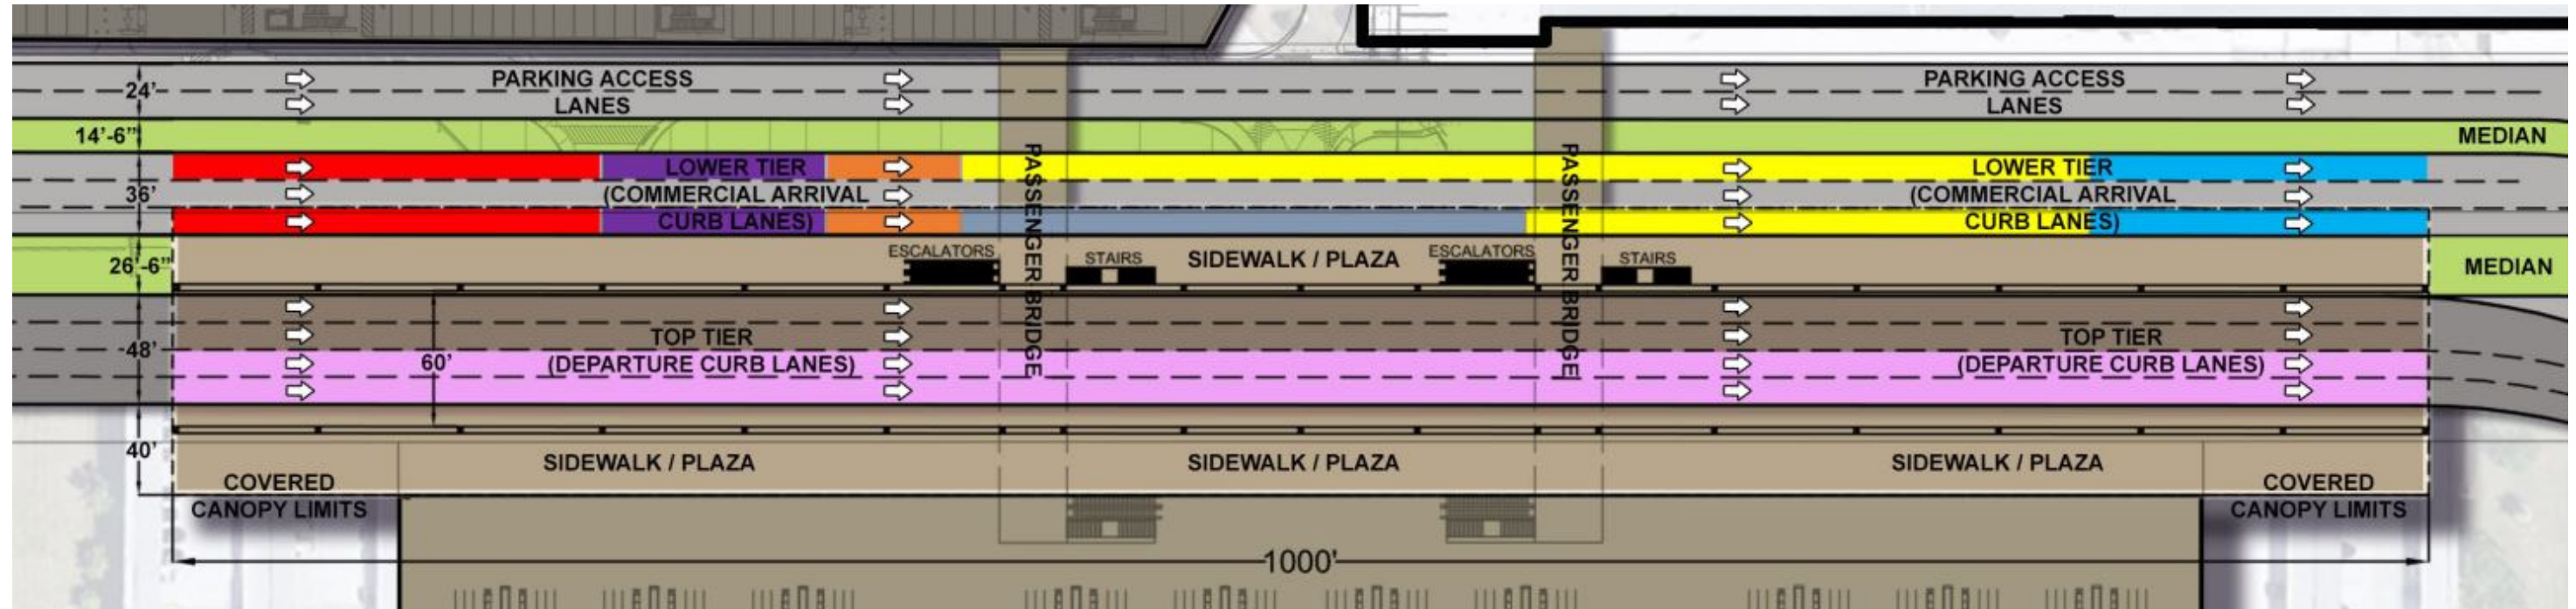 PARKING ACCESS
LANES
PARKING ACCESS
LANES
24'
14'-6"
MEDIAN
LOWER TIER
(COMMERCIAL ARRIVAL
CURB LANES)
LOWER TIER
(COMMERCIAL ARRIVAL
CURB LANES)
36'
PASSENGER BRIDGE
PASSENGER BRIDGE
26'-6"
ESCALATORS
STAIRS
SIDEWALK / PLAZA
ESCALATORS
STAIRS
MEDIAN
48'
60'
TOP TIER
(DEPARTURE CURB LANES)
TOP TIER
(DEPARTURE CURB LANES)
40'
SIDEWALK / PLAZA
SIDEWALK / PLAZA
SIDEWALK / PLAZA
COVERED
CANOPY LIMITS
COVERED
CANOPY LIMITS
1000'